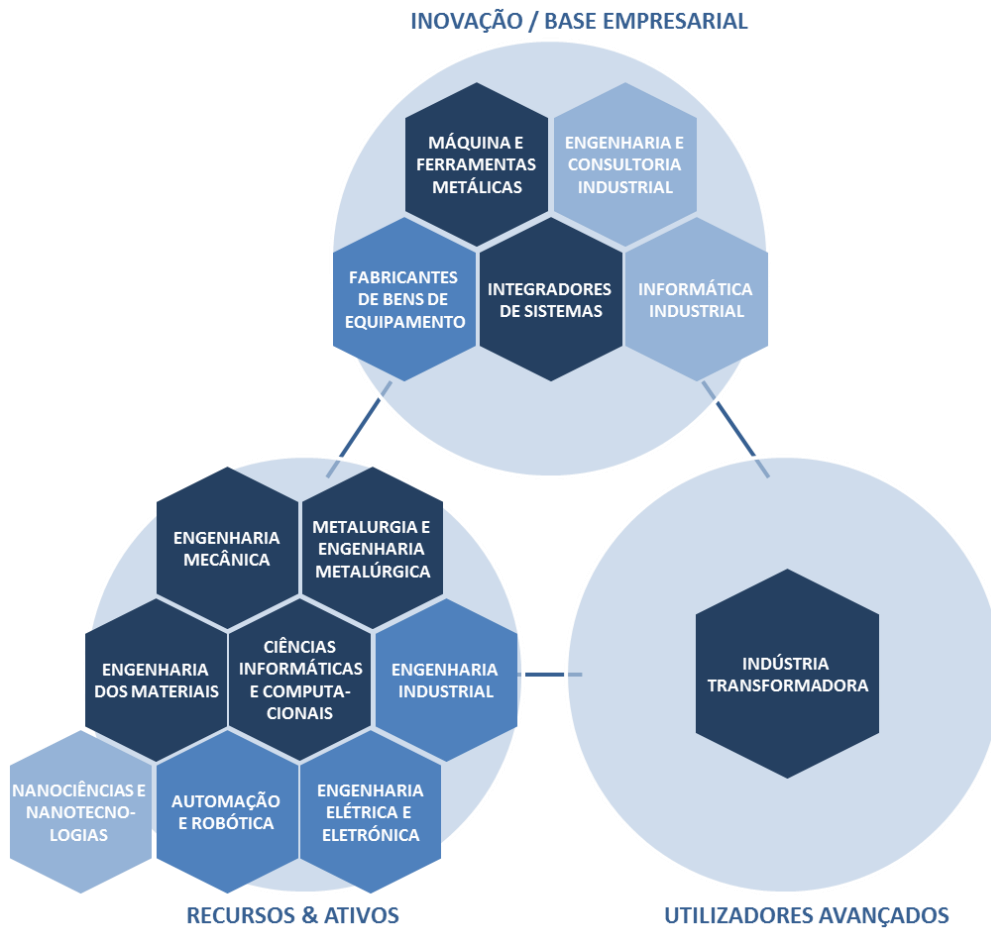 INOVAÇÃO / BASE EMPRESARIAL
MÁQUINA E
FERRAMENTAS
METÁLICAS
ENGENHARIA E
CONSULTORIA
INDUSTRIAL
FABRICANTES
DE BENS DE
EQUIPAMENTO
INTEGRADORES
DE SISTEMAS
INFORMÁTICA
INDUSTRIAL
ENGENHARIA
MECÂNICA
METALURGIA E
ENGENHARIA
METALÚRGICA
ENGENHARIA
DOS MATERIAIS
CIÊNCIAS
INFORMÁTICAS
E COMPUTA-
CIONAIS
ENGENHARIA
INDUSTRIAL
NANOCIÊNCIAS E
NANOTECNO-
LOGIAS
AUTOMAÇÃO
E ROBÓTICA
ENGENHARIA
ELÉTRICA E
ELETRÓNICA
INDÚSTRIA
TRANSFORMADORA
RECURSOS & ATIVOS
UTILIZADORES AVANÇADOS